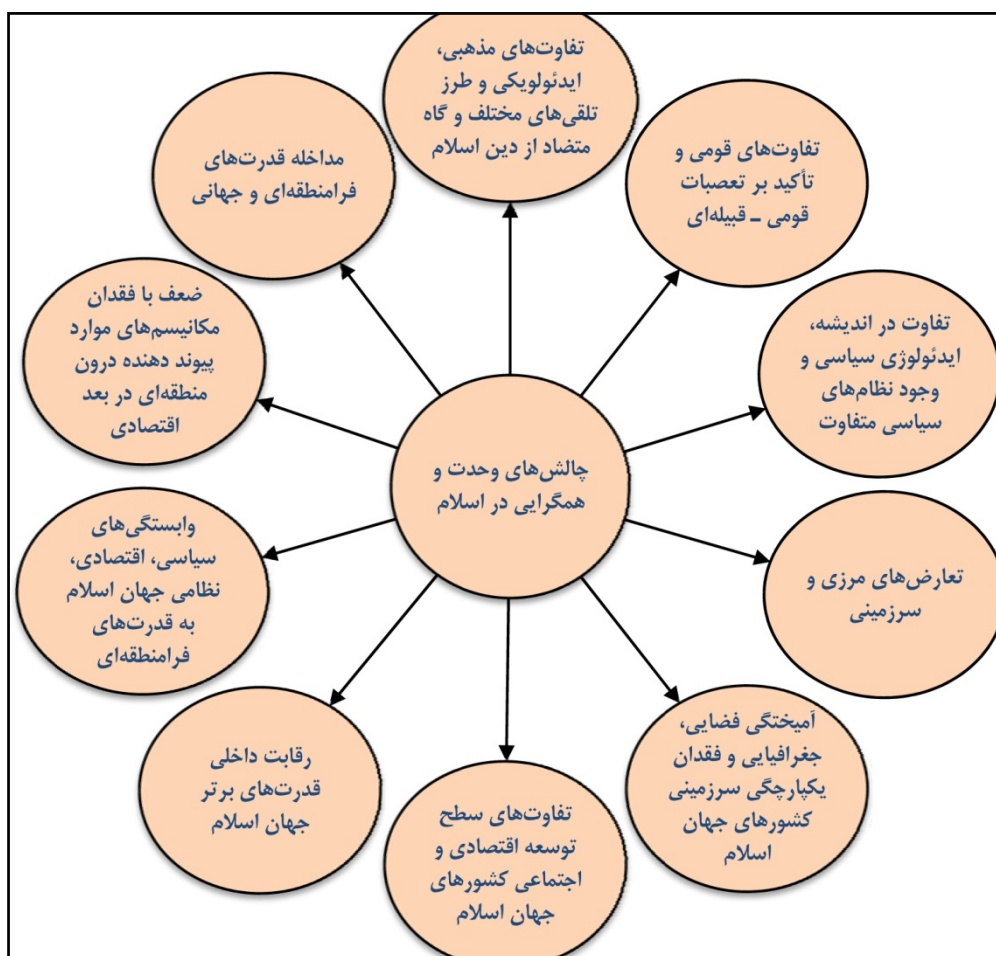 تفاوت‌های مذهبی،
ایدئولویکی و طرز
تلقی‌های مختلف و گاه
متضاد از دین اسلام
تفاوت‌های قومی و
تأکید بر تعصبات
قومی ـ قبیله‌ای
تفاوت در اندیشه،
ایدئولوژی سیاسی و
وجود نظام‌های
سیاسی متفاوت
تعارض‌های مرزی و
سرزمینی
آمیختگی فضایی،
جغرافیایی و فقدان
یکپارچگی سرزمینی
کشورهای جهان
اسلام
تفاوت‌های سطح
توسعه اقتصادی و
اجتماعی کشورهای
جهان اسلام
رقابت داخلی
قدرت‌های برتر
جهان اسلام
وابستگی‌های
سیاسی، اقتصادی،
نظامی جهان اسلام
به قدرت‌های
فرامنطقه‌ای
ضعف با فقدان
مکانیسم‌های موارد
پیوند دهنده درون
منطقه‌ای در بعد
اقتصادی
مداخله قدرت‌های
فرامنطقه‌ای و جهانی
چالش‌های وحدت و
همگرایی در اسلام